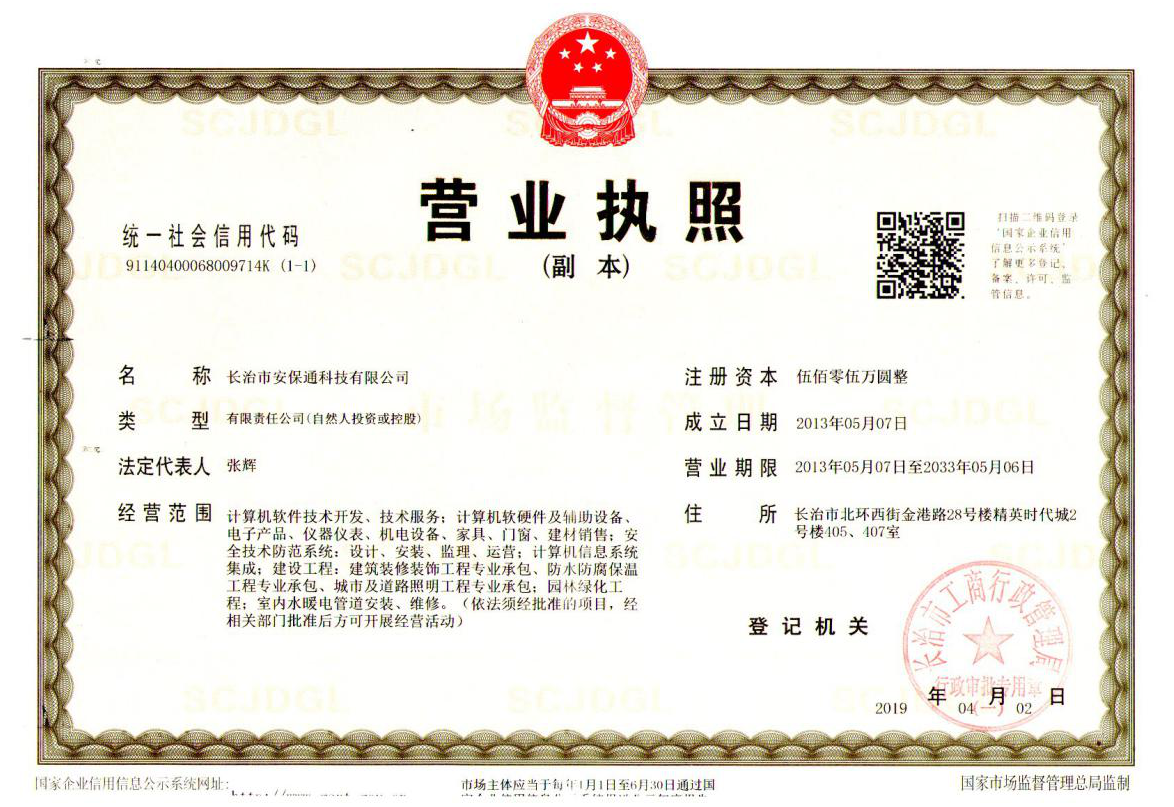 营业执照
(副 本)
统一社会信用代码
91140400068009714K (1-1)
扫描二维码登录
"国家企业信用
信息公示系统"
了解更多登记、
备案、许可、监
管信息。
名 称 长治市安保通科技有限公司
类 型 有限责任公司(自然人投资或控股)
法定代表人 张辉
经营范围 计算机软件技术开发、技术服务；计算机软硬件及辅助设备、
电子产品、仪器仪表、机电设备、家具、门窗、建材销售；安
全技术防范系统：设计、安装、监理、运营；计算机信息系统
集成；建设工程：建筑装修装饰工程专业承包、防水防腐保温
工程专业承包、城市及道路照明工程专业承包；园林绿化工
程；室内水暖电管道安装、维修。（依法须经批准的项目，经
相关部门批准后方可开展经营活动）
注册资本 伍佰零伍万圆整
成立日期 2013年05月07日
营业期限 2013年05月07日至2033年05月06日
住 所 长治市北环西街金港路28号楼精英时代城2
号楼405、407室
登记机关
长治市工商行政管理局
行政审批专用章
(一)
2019 年 04 月 02 日
SCJDGL
市场监督管理
国家企业信用信息公示系统网址:
市场主体应当于每年1月1日至6月30日通过国
国家市场监督管理总局监制